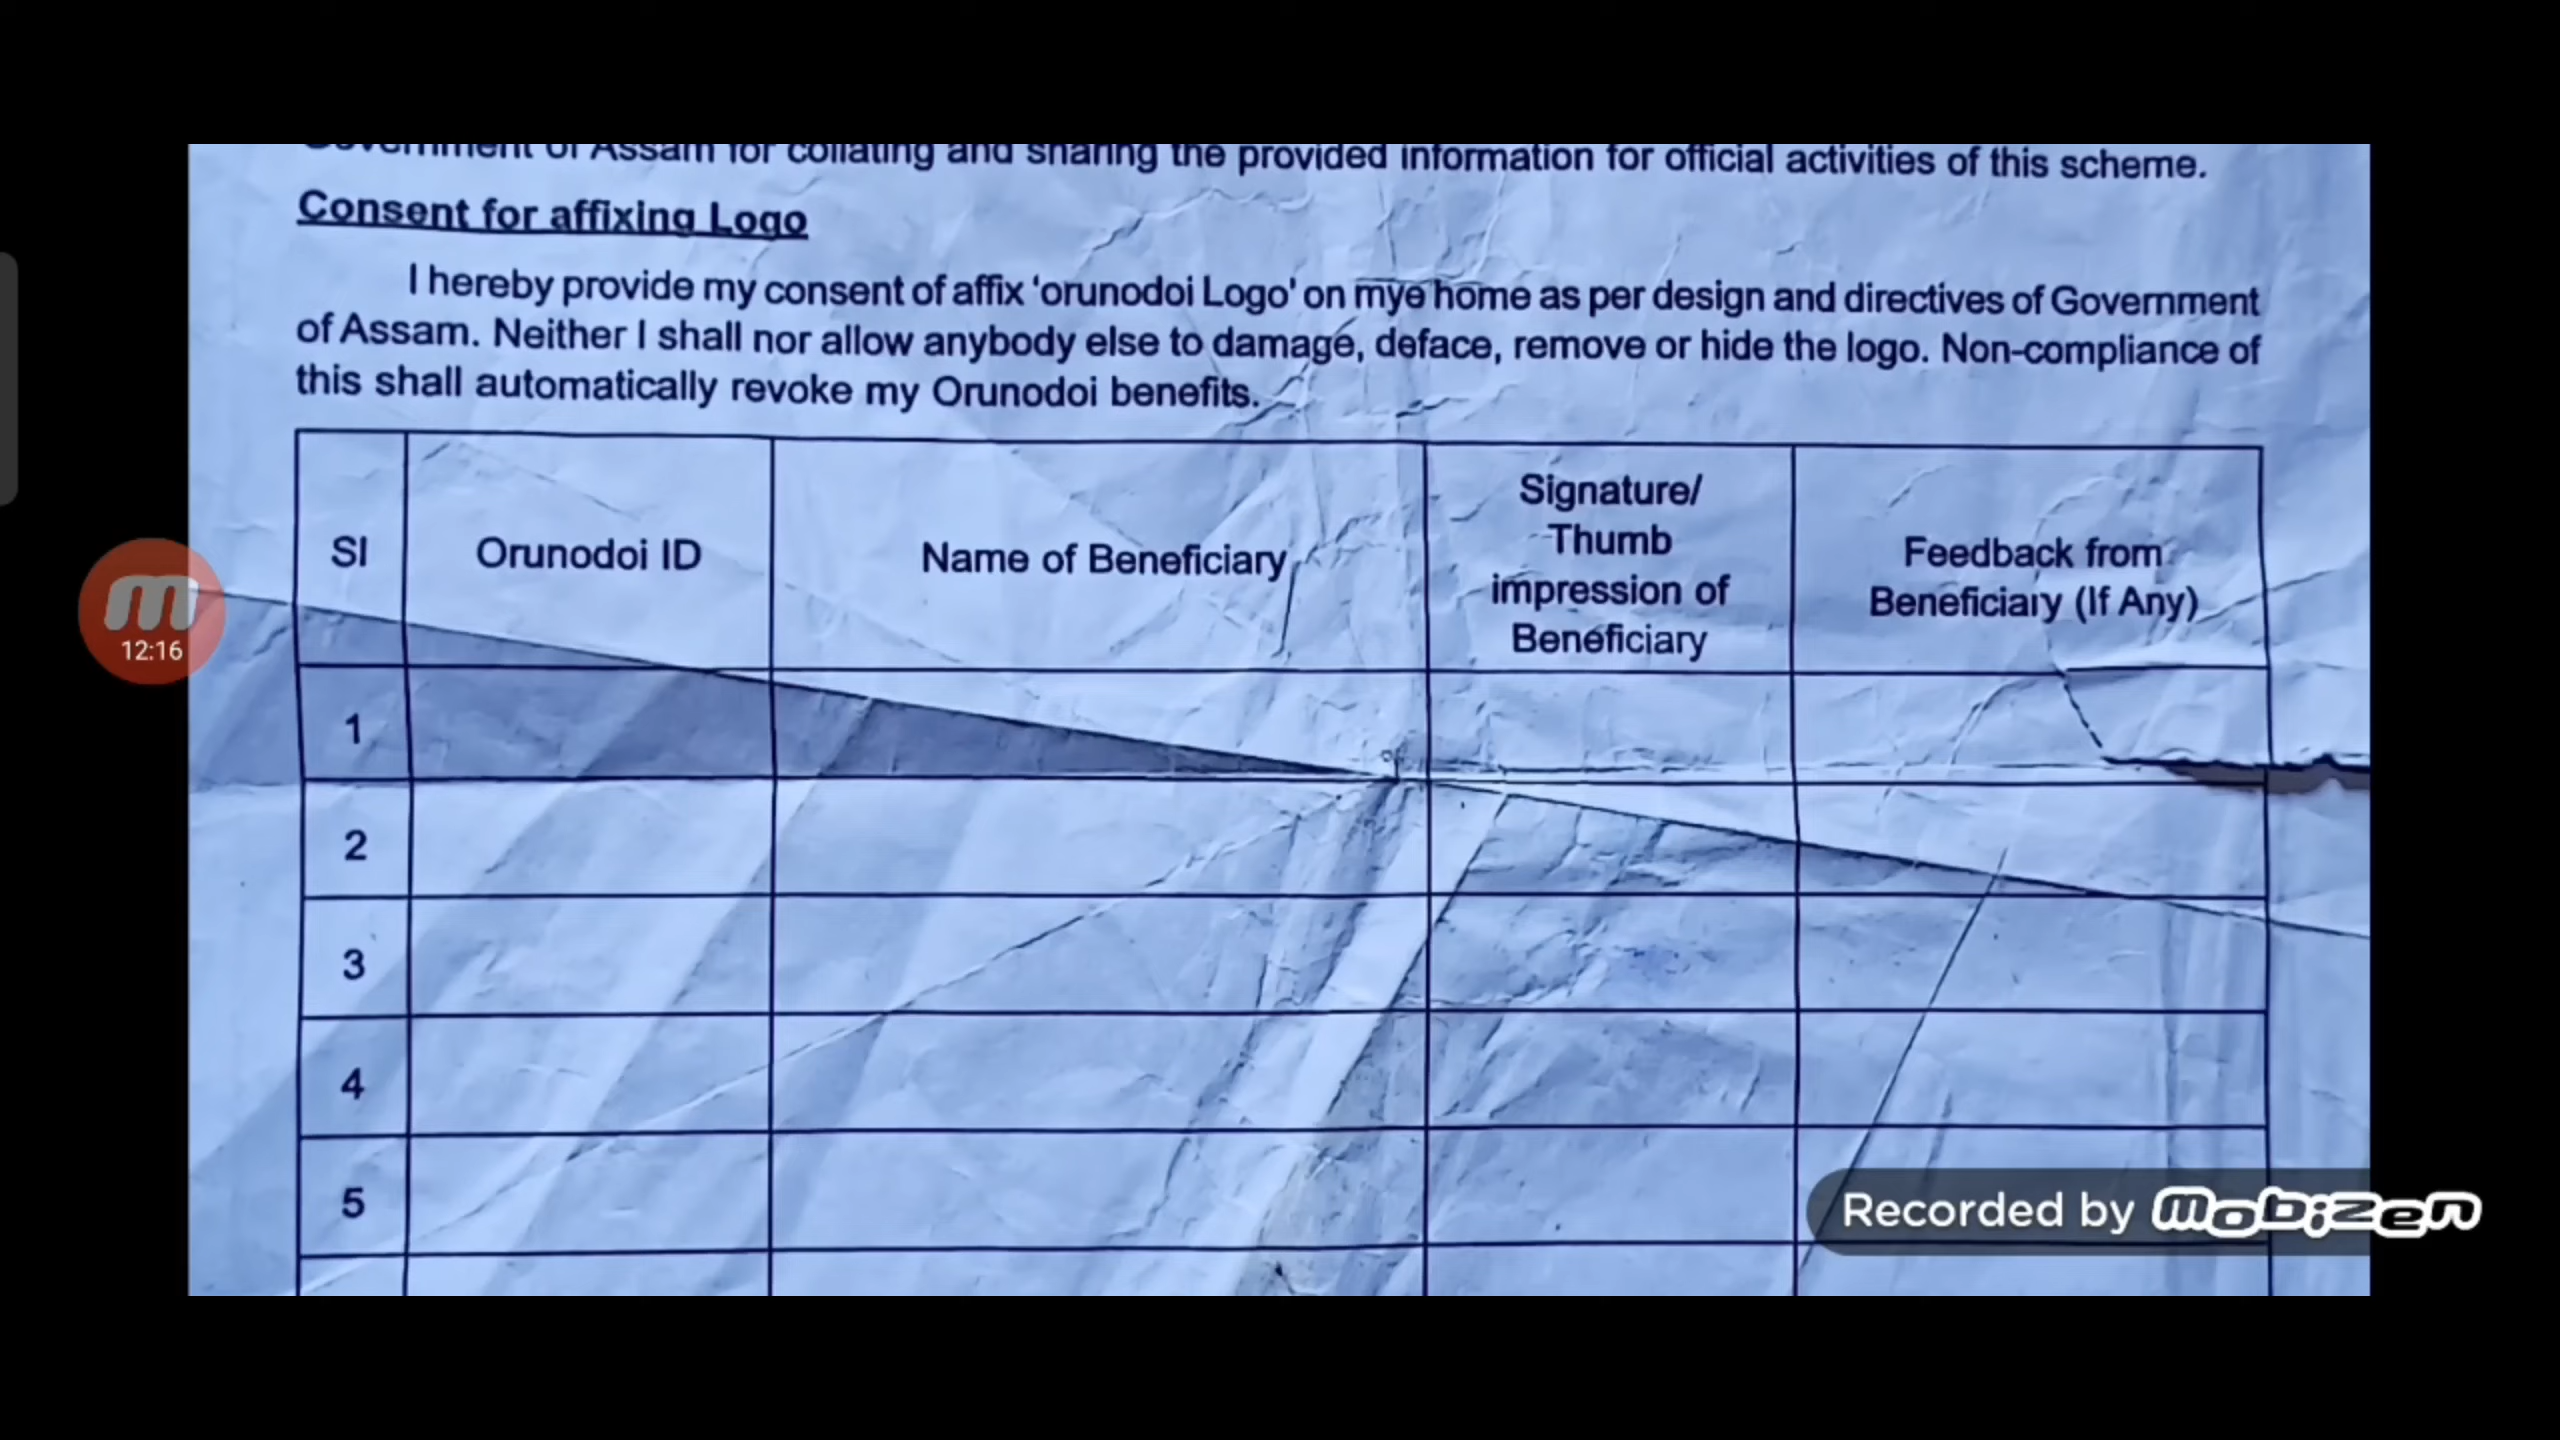 Government of Assam for collating and sharing the provided information for official activities of this scheme.
Consent for affixing Logo
I hereby provide my consent of affix ‘orunodoi Logo' on mye home as per design and directives of Government
of Assam. Neither I shall nor allow anybody else to damage, deface, remove or hide the logo. Non-compliance of
this shall automatically revoke my Orunodoi benefits.
Sl
Orunodoi ID
Name of Beneficiary
Signature/
Thumb
impression of
Beneficiary
Feedback from
Beneficiary (If Any)
1
2
3
4
5
m
12:16
Recorded by mobizen